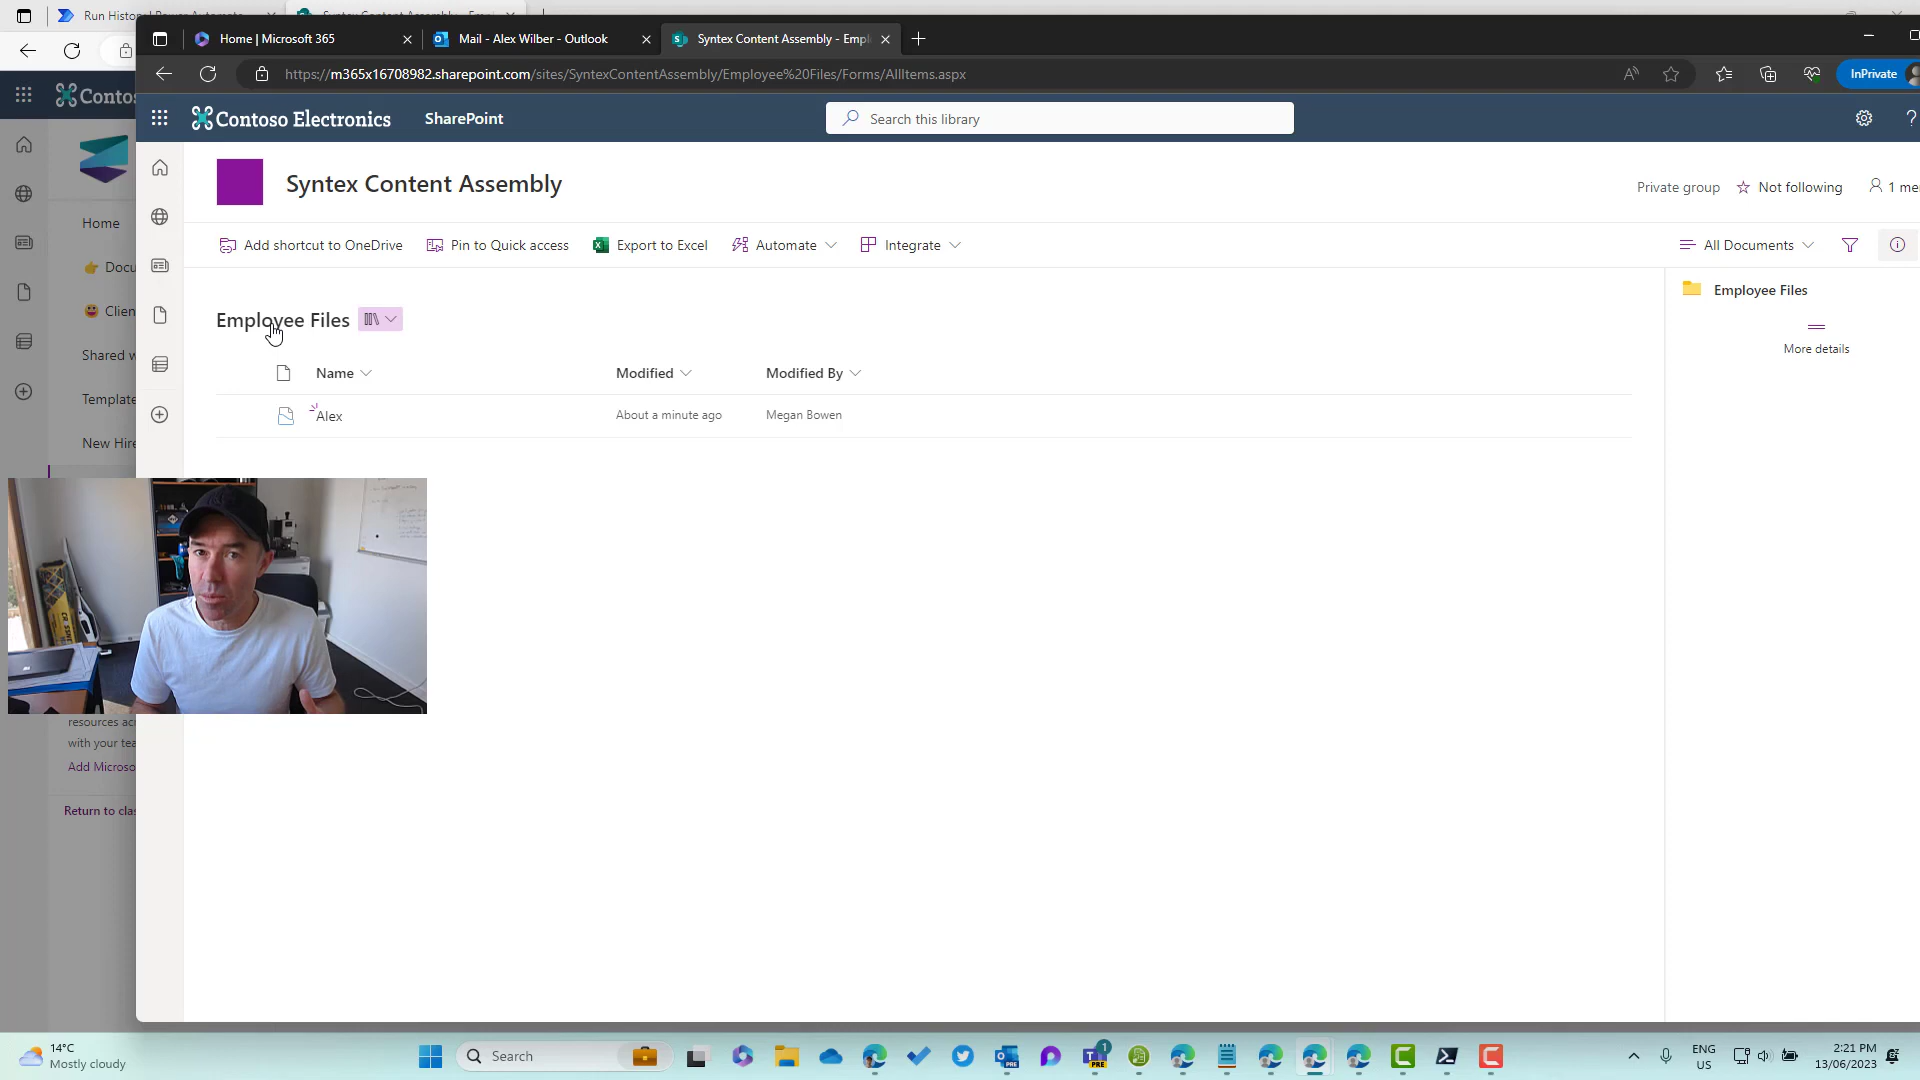 Run History
Home | Microsoft 365
Mail - Alex Wilber - Outlook
Syntex Content Assembly - Empl
https://m365x16708982.sharepoint.com/sites/SyntexContentAssembly/Employee%20Files/Forms/AllItems.aspx
InPrivate
Conto
Contoso Electronics
SharePoint
Search this library
Syntex Content Assembly
Private group
Not following
1 me
Add shortcut to OneDrive
Pin to Quick access
Export to Excel
Automate
Integrate
All Documents
Home
Docu
Clien
Shared w
Template
New Hire
Employee Files
Name
Modified
Modified By
Alex
About a minute ago
Megan Bowen
Employee Files
More details
resources ac
with your tea
Add Microso
Return to clas
14°C
Mostly cloudy
Search
1
ENG
US
2:21 PM
13/06/2023